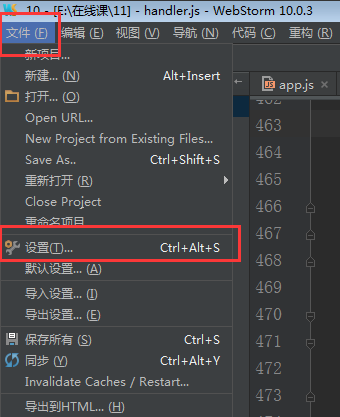 10 - [E:\在线课\11] - handler.js - WebStorm 10.0.3
文件 (F) 编辑 (E) 视图 (V) 导航 (N) 代码 (C) 重构 (R)
新项目...
新建... (N) Alt+Insert
打开... (O)
Open URL...
New Project from Existing Files...
Save As.. Ctrl+Shift+S
重新打开 (R)
Close Project
重命名项目
设置(T)... Ctrl+Alt+S
默认设置... (A)
导入设置... (I)
导出设置... (E)
保存所有 (S) Ctrl+S
同步 (Y) Ctrl+Alt+Y
Invalidate Caches / Restart...
导出到HTML... (H)
app.js ×
462
463
464
465
466
467
468
469
470
471
472
473
474